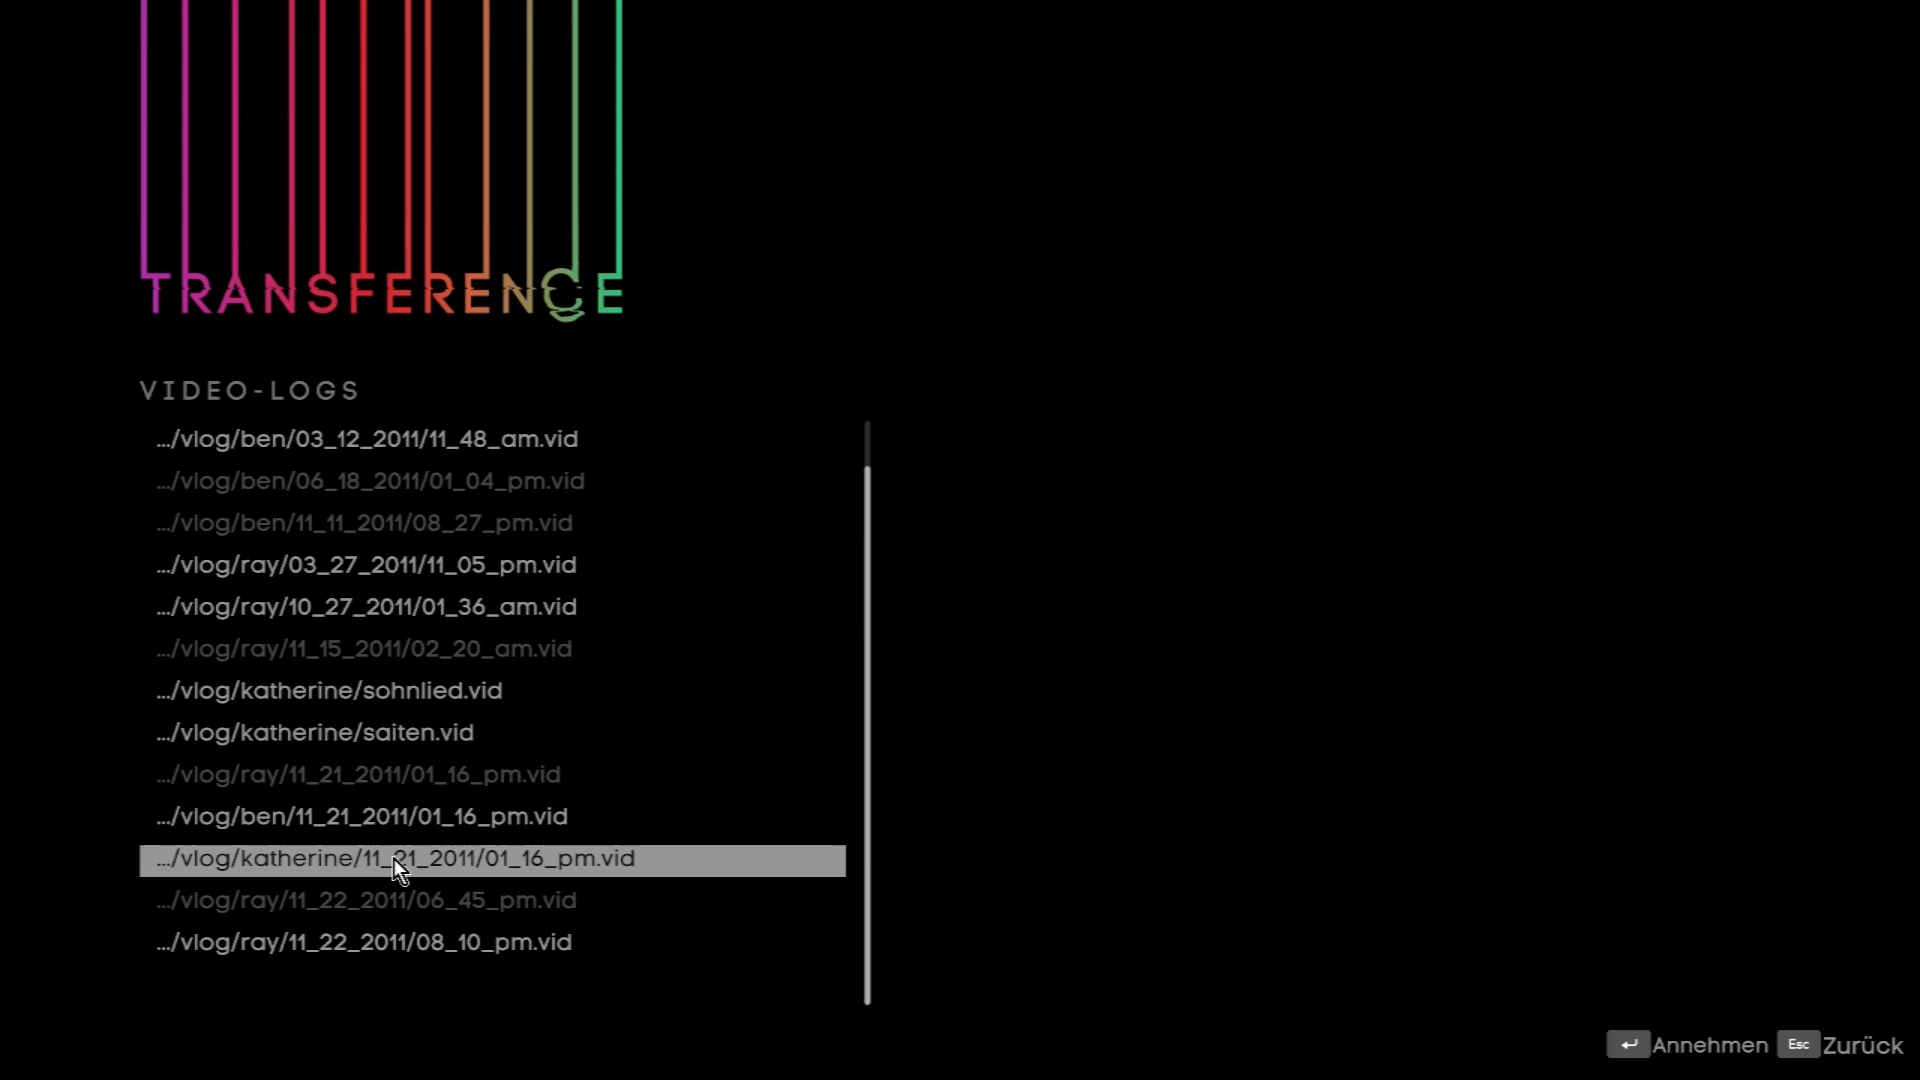 TRANSFERENCE
VIDEO-LOGS
.../vlog/ben/03_12_2011/11_48_am.vid
.../vlog/ben/06_18_2011/01_04_pm.vid
.../vlog/ben/11_11_2011/08_27_pm.vid
.../vlog/ray/03_27_2011/11_05_pm.vid
.../vlog/ray/10_27_2011/01_36_am.vid
.../vlog/ray/11_15_2011/02_20_am.vid
.../vlog/katherine/sohnlied.vid
.../vlog/katherine/saiten.vid
.../vlog/ray/11_21_2011/01_16_pm.vid
.../vlog/ben/11_21_2011/01_16_pm.vid
.../vlog/katherine/11_21_2011/01_16_pm.vid
.../vlog/ray/11_22_2011/06_45_pm.vid
.../vlog/ray/11_22_2011/08_10_pm.vid
Annehmen Esc Zurück